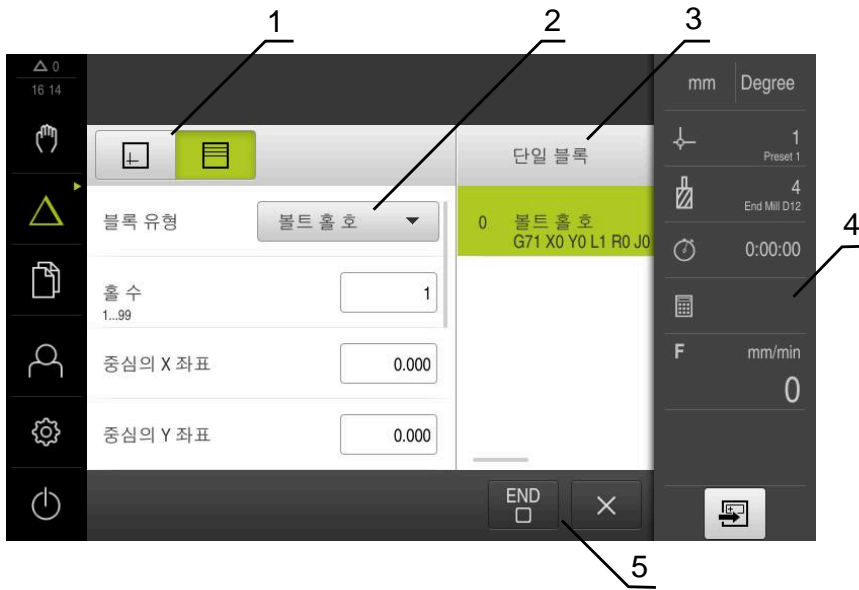 1
2
3
0
16 14
mm
Degree
단일 블록
1
Preset 1
블록 유형
볼트 홀 호
0 볼트 홀 호
G71 X0 Y0 L1 R0 J0
4
End Mill D12
4
0:00:00
홀 수
1...99
1
F
mm/min
0
중심의 X 좌표
0.000
중심의 Y 좌표
0.000
END
5